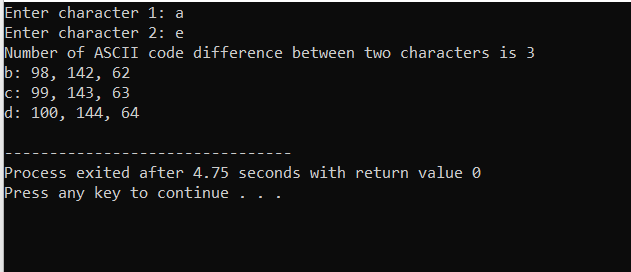 Enter character 1: a
Enter character 2: e
Number of ASCII code difference between two characters is 3
b: 98, 142, 62
c: 99, 143, 63
d: 100, 144, 64
--------------------------------
Process exited after 4.75 seconds with return value 0
Press any key to continue . . .